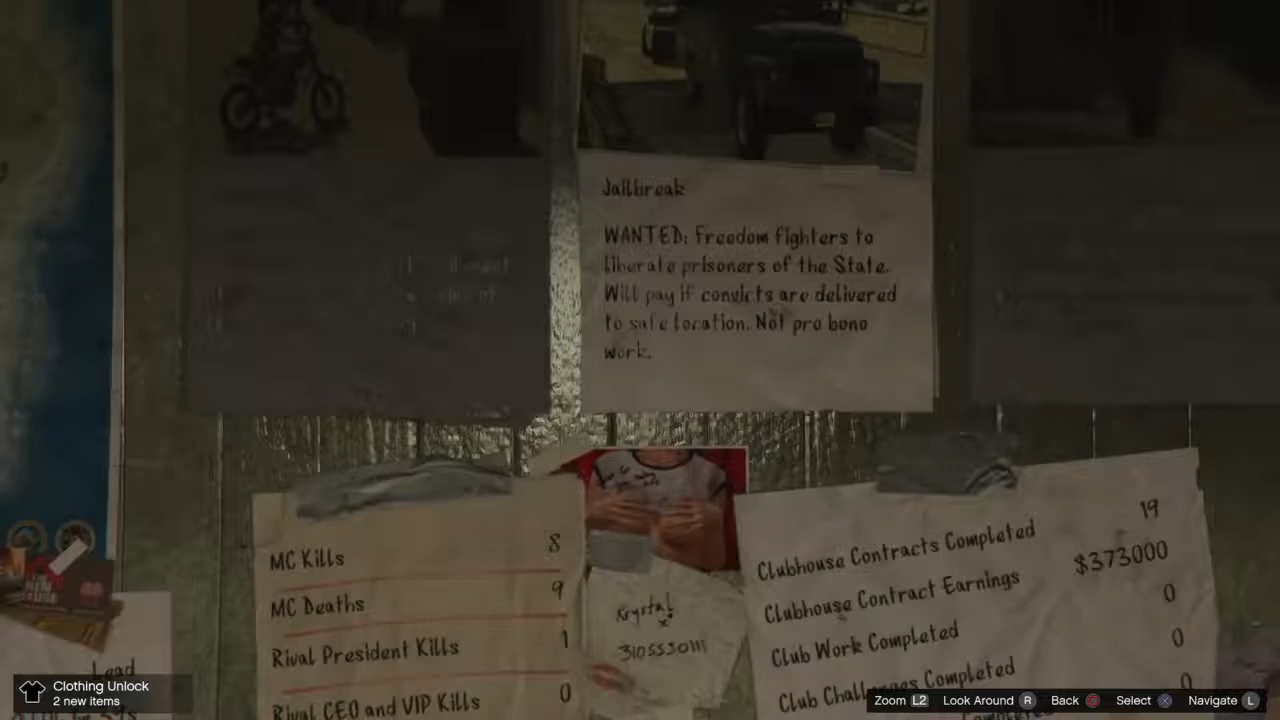 Jailbreak
WANTED: Freedom fighters to
liberate prisoners of the State.
Will pay if convicts are delivered
to safe location. Not pro bono
work.
MC Kills 8
MC Deaths 9
Rival President Kills 1
Rival CEO and VIP Kills 0
Krystal
x
3105530111
Clubhouse Contracts Completed 19
Clubhouse Contract Earnings $373000
Club Work Completed 0
Club Challenges Completed 0
0
Lead
Clothing Unlock
2 new items
Zoom L2 Look Around R Back Select Navigate L